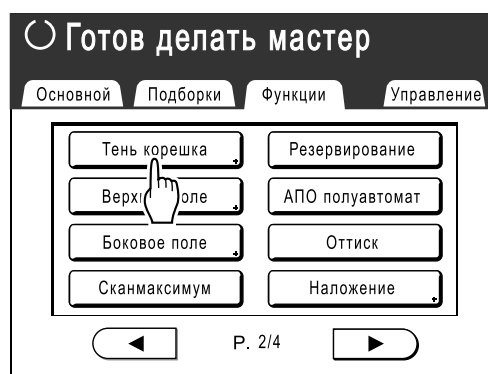 Готов делать мастер
Основной Подборки Функции Управление
Тень корешка Резервирование
поле АПО полуавтомат
Боковое поле Оттиск
Сканмаксимум Наложение
P. 2/4